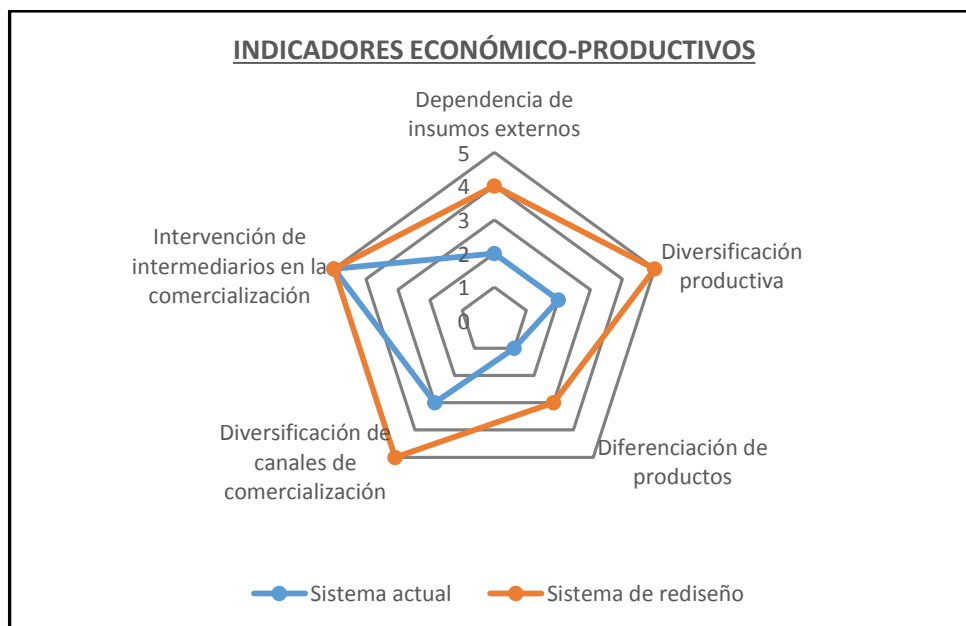 INDICADORES ECONÓMICO-PRODUCTIVOS
Dependencia de
insumos externos
5
4
3
2
1
0
Diversificación
productiva
Diferenciación de
productos
Diversificación de
canales de
comercialización
Intervención de
intermediarios en la
comercialización
Sistema actual
Sistema de rediseño